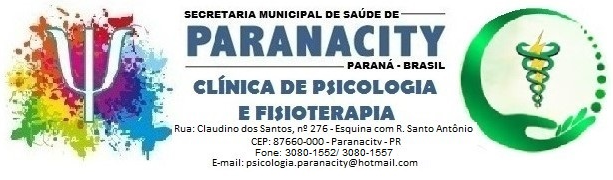 SECRETARIA MUNICIPAL DE SAÚDE DE
PARANACITY
PARANÁ - BRASIL
CLÍNICA DE PSICOLOGIA
E FISIOTERAPIA
Rua: Claudino dos Santos, nº 276 - Esquina com R. Santo Antônio
CEP: 87660-000 - Paranacity - PR
Fone: 3080-1552/ 3080-1557
E-mail: psicologia.paranacity@hotmail.com